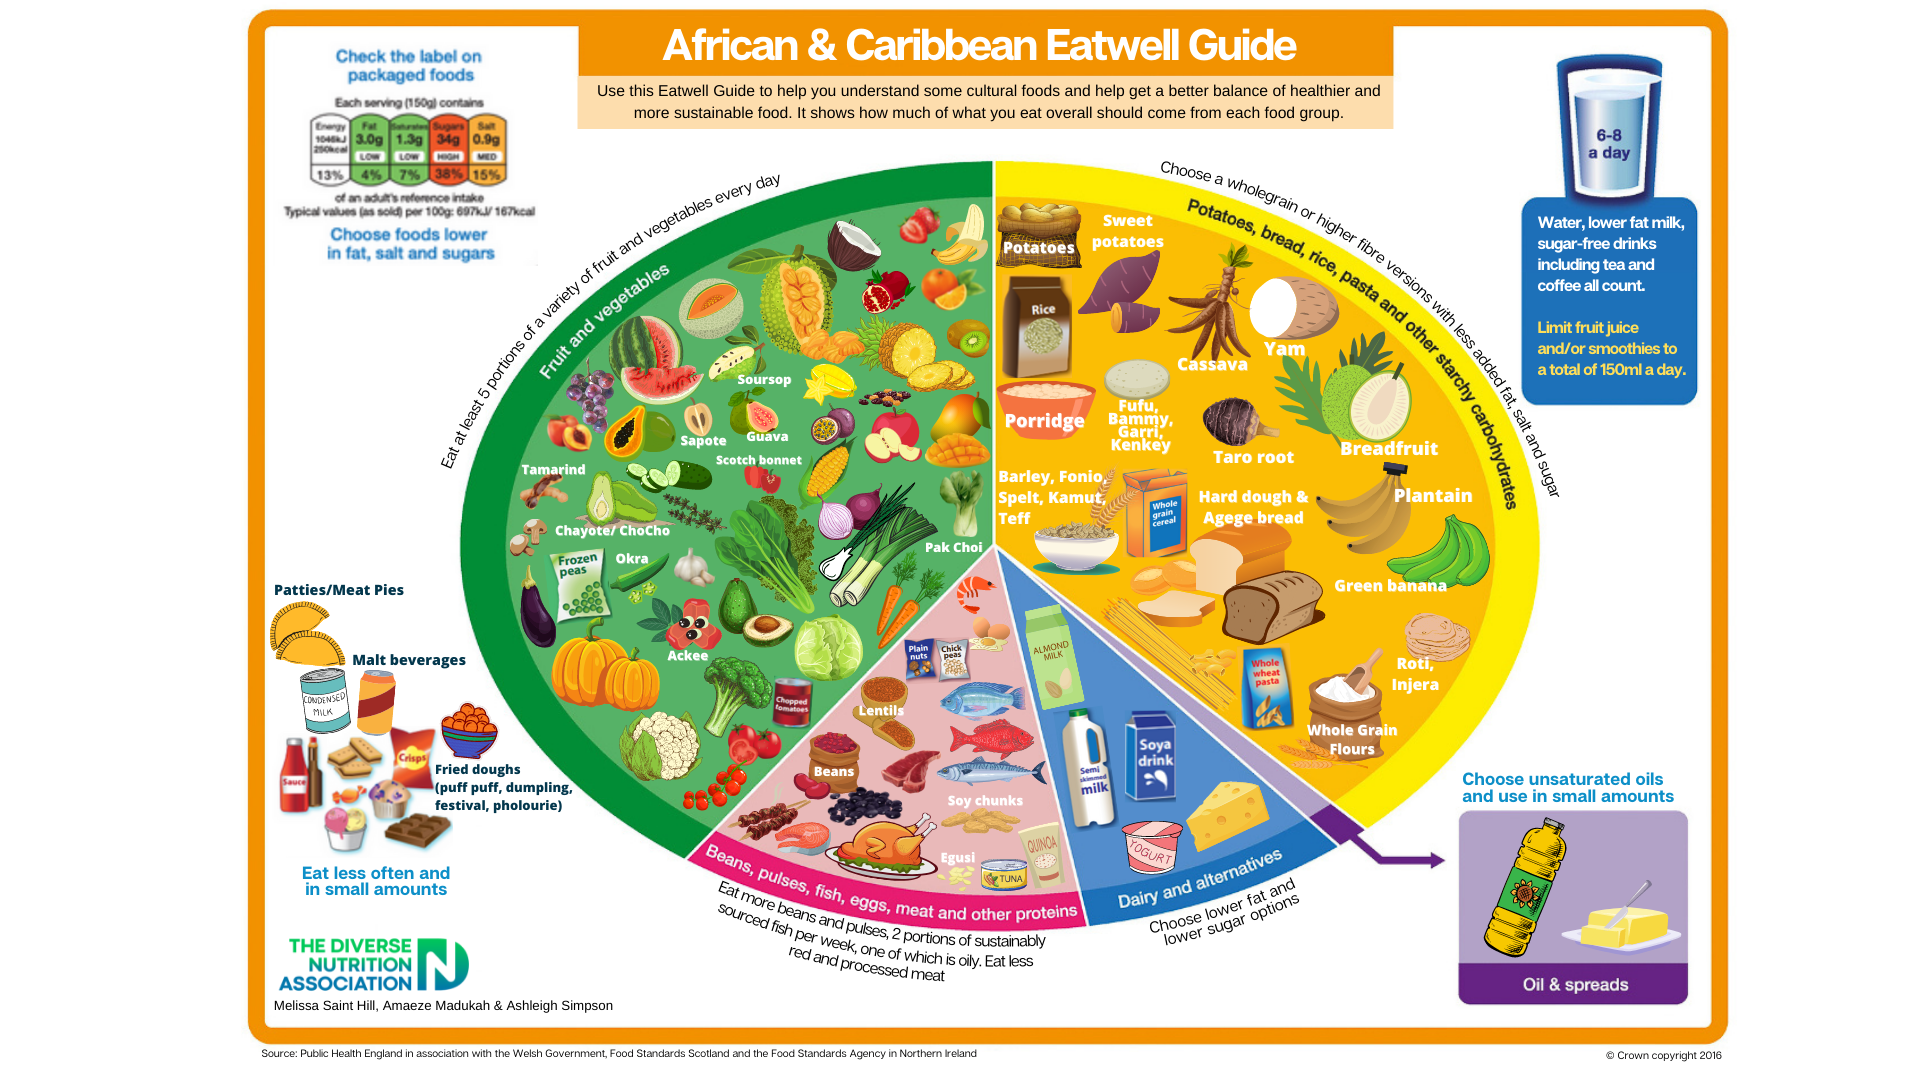 African & Caribbean Eatwell Guide
Use this Eatwell Guide to help you understand some cultural foods and help get a better balance of healthier and
more sustainable food. It shows how much of what you eat overall should come from each food group.
Check the label on
packaged foods
Each serving (150g) contains
Energy
1046kJ
250kcal
13%
Fat
3.0g
LOW
4%
Saturates
1.3g
LOW
7%
Sugars
34g
HIGH
38%
Salt
0.9g
MED
15%
of an adult's reference intake
Typical values (as sold) per 100g: 697kJ/ 167kcal
Choose foods lower
in fat, salt and sugars
6-8
a day
Water, lower fat milk,
sugar-free drinks
including tea and
coffee all count.
Limit fruit juice
and/or smoothies to
a total of 150ml a day.
Eat at least 5 portions of a variety of fruit and vegetables every day
Fruit and vegetables
Soursop
Sapote
Guava
Scotch bonnet
Tamarind
Chayote/ ChoCho
Pak Choi
Frozen
peas
Okra
Ackee
Chopped
tomatoes
Choose a wholegrain or higher fibre versions with less added fat, salt and sugar
Potatoes, bread, rice, pasta and other starchy carbohydrates
Potatoes
Sweet
potatoes
Rice
Cassava
Yam
Porridge
Fufu,
Bammy,
Garri,
Kenkey
Taro root
Breadfruit
Barley, Fonio,
Spelt, Kamut,
Teff
Whole
grain
cereal
Hard dough &
Agege bread
Plantain
Green banana
Whole
wheat
pasta
Roti,
Injera
Whole Grain
Flours
Plain
nuts
Chick
peas
Lentils
Beans
Soy chunks
Egusi
TUNA
QUINOA
Beans, pulses, fish, eggs, meat and other proteins
Eat more beans and pulses, 2 portions of sustainably
sourced fish per week, one of which is oily. Eat less
red and processed meat
ALMOND
MILK
Semi
skimmed
milk
Soya
drink
YOGURT
Dairy and alternatives
Choose lower fat and
lower sugar options
Choose unsaturated oils
and use in small amounts
Oil & spreads
Patties/Meat Pies
Malt beverages
CONDENSED
MILK
Sauce
Crisps
Fried doughs
(puff puff, dumpling,
festival, pholourie)
Eat less often and
in small amounts
THE DIVERSE
NUTRITION
ASSOCIATION
Melissa Saint Hill, Amaeze Madukah & Ashleigh Simpson
Source: Public Health England in association with the Welsh Government, Food Standards Scotland and the Food Standards Agency in Northern Ireland
© Crown copyright 2016